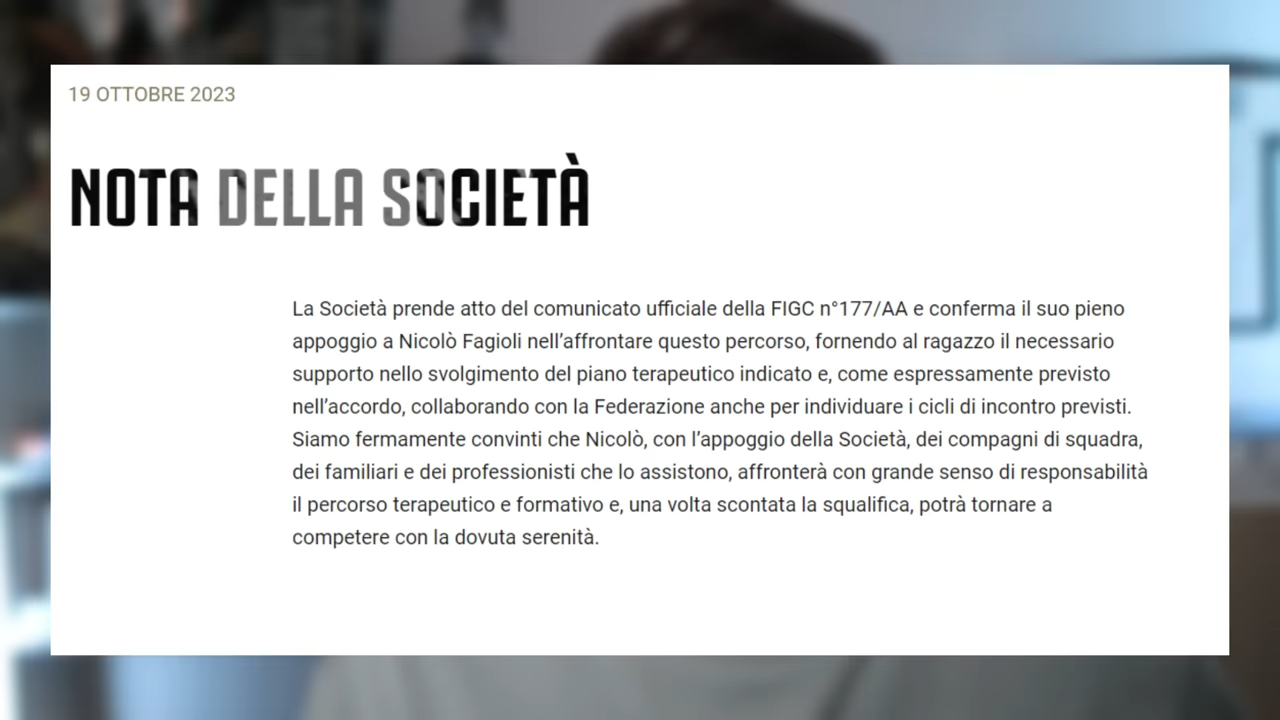 19 OTTOBRE 2023
NOTA DELLA SOCIETÀ
La Società prende atto del comunicato ufficiale della FIGC n°177/AA e conferma il suo pieno
appoggio a Nicolò Fagioli nell’affrontare questo percorso, fornendo al ragazzo il necessario
supporto nello svolgimento del piano terapeutico indicato e, come espressamente previsto
nell’accordo, collaborando con la Federazione anche per individuare i cicli di incontro previsti.
Siamo fermamente convinti che Nicolò, con l’appoggio della Società, dei compagni di squadra,
dei familiari e dei professionisti che lo assistono, affronterà con grande senso di responsabilità
il percorso terapeutico e formativo e, una volta scontata la squalifica, potrà tornare a
competere con la dovuta serenità.